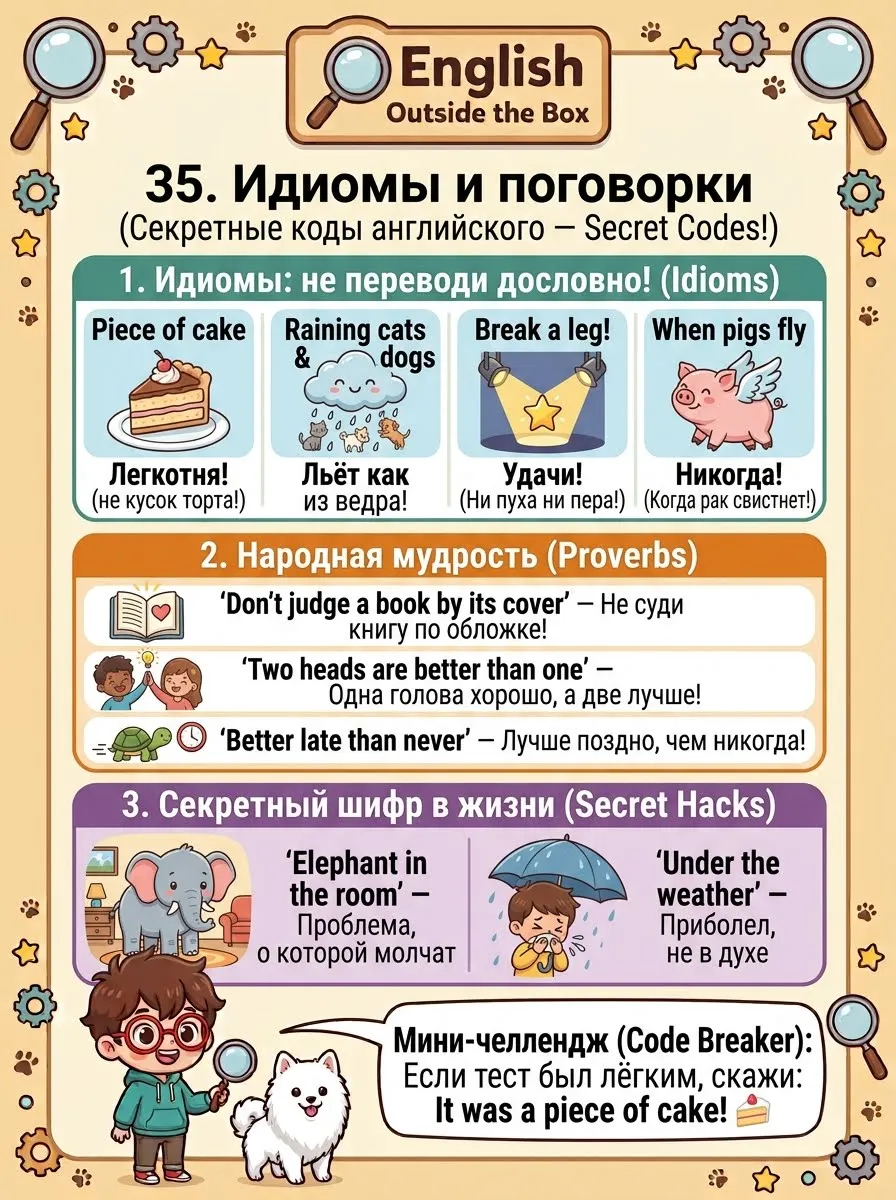 English
Outside the Box
35. Идиомы и поговорки
(Секретные коды английского — Secret Codes!)
1. Идиомы: не переводи дословно! (Idioms)
Piece of cake
Легкотня!
(не кусок торта!)
Raining cats
& dogs
Льёт как
из ведра!
Break a leg!
Удачи!
(Ни пуха ни пера!)
When pigs fly
Никогда!
(Когда рак свистнет!)
2. Народная мудрость (Proverbs)
‘Don’t judge a book by its cover’ — Не суди
книгу по обложке!
‘Two heads are better than one’ —
Одна голова хорошо, а две лучше!
‘Better late than never’ — Лучше поздно, чем никогда!
3. Секретный шифр в жизни (Secret Hacks)
‘Elephant in
the room’ —
Проблема,
о которой молчат
‘Under the
weather’ —
Приболел,
не в духе
Мини-челлендж (Code Breaker):
Если тест был лёгким, скажи:
It was a piece of cake!